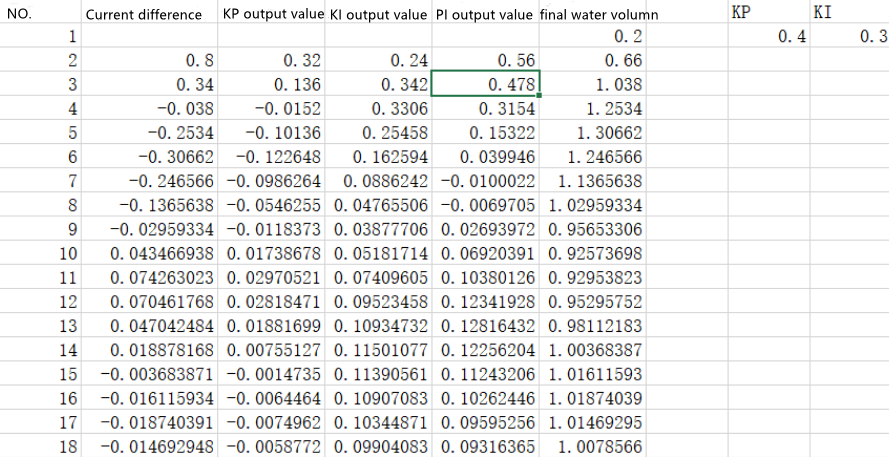 NO. Current difference KP output value KI output value PI output value final water volumn KP KI
1 0.2 0.4 0.3
2 0.8 0.32 0.24 0.56 0.66
3 0.34 0.136 0.342 0.478 1.038
4 -0.038 -0.0152 0.3306 0.3154 1.2534
5 -0.2534 -0.10136 0.25458 0.15322 1.30662
6 -0.30662 -0.122648 0.162594 0.039946 1.246566
7 -0.246566 -0.0986264 0.0886242 -0.0100022 1.1365638
8 -0.1365638 -0.0546255 0.04765506 -0.0069705 1.02959334
9 -0.02959334 -0.0118373 0.03877706 0.02693972 0.95653306
10 0.043466938 0.01738678 0.05181714 0.06920391 0.92573698
11 0.074263023 0.02970521 0.07409605 0.10380126 0.92953823
12 0.070461768 0.02818471 0.09523458 0.12341928 0.95295752
13 0.047042484 0.01881699 0.10934732 0.12816432 0.98112183
14 0.018878168 0.00755127 0.11501077 0.12256204 1.00368387
15 -0.003683871 -0.0014735 0.11390561 0.11243206 1.01611593
16 -0.016115934 -0.0064464 0.10907083 0.10262446 1.01874039
17 -0.018740391 -0.0074962 0.10344871 0.09595256 1.01469295
18 -0.014692948 -0.0058772 0.09904083 0.09316365 1.0078566